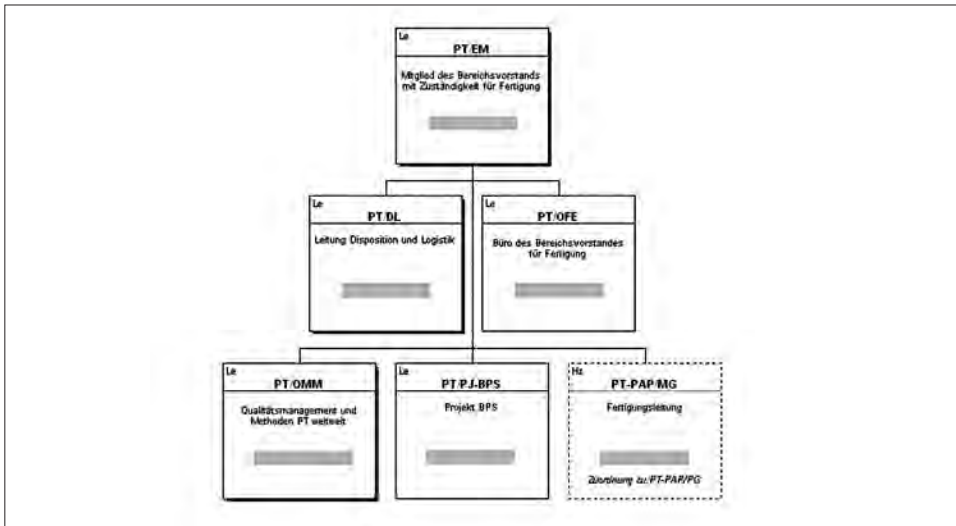 Le
PT/EM
Mitglied des Bereichsvorstands
mit Zuständigkeit für Fertigung
Le
PT/DL
Leitung Disposition und Logistik
Le
PT/OFE
Büro des Bereichsvorstandes
für Fertigung
Le
PT/OMM
Qualitätsmanagement und
Methoden PT weltweit
Le
PT/PJ-BPS
Projekt BPS
Hz
PT-PAP/MG
Fertigungsleitung
Zuordnung zu:PT-PAP/PG